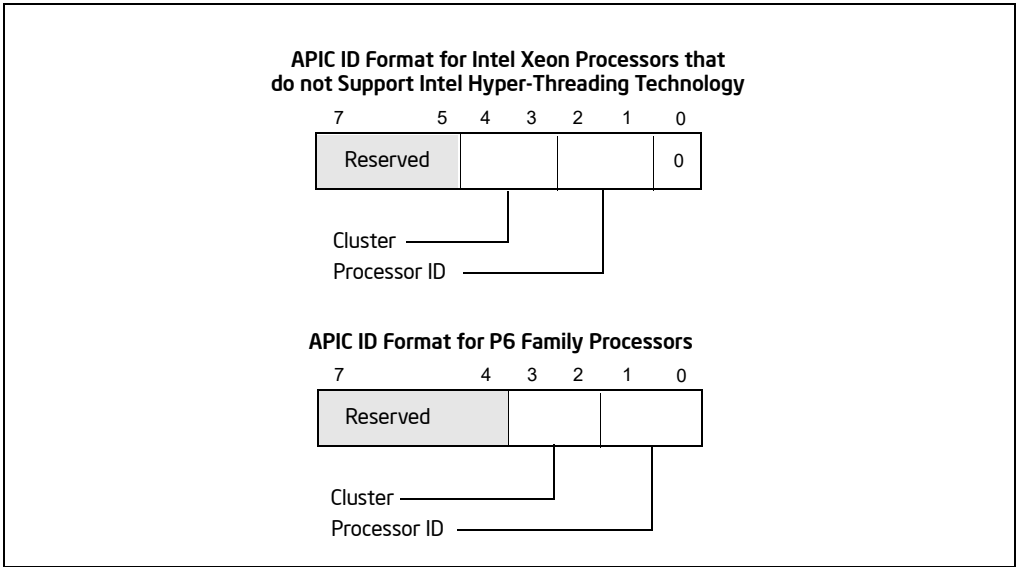 APIC ID Format for Intel Xeon Processors that
do not Support Intel Hyper-Threading Technology
7 5 4 3 2 1 0
Reserved 0
Cluster
Processor ID
APIC ID Format for P6 Family Processors
7 4 3 2 1 0
Reserved
Cluster
Processor ID